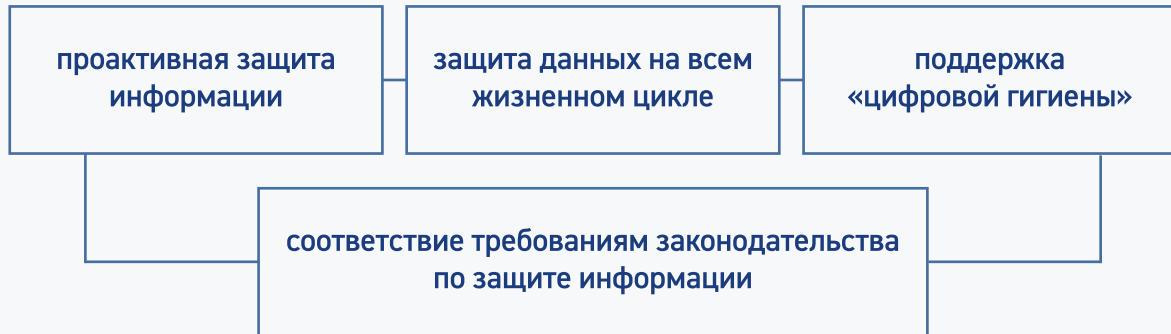 проактивная защита
информации
защита данных на всем
жизненном цикле
поддержка
«цифровой гигиены»
соответствие требованиям законодательства
по защите информации